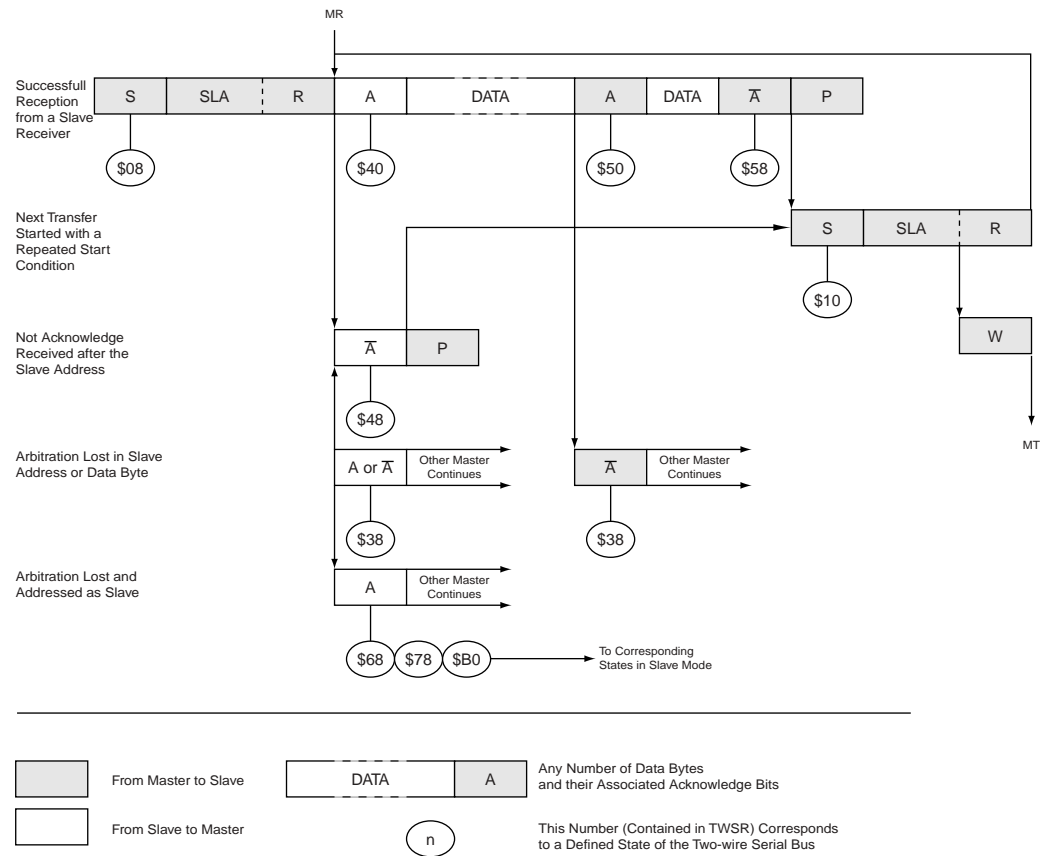 MR
Successfull
Reception
from a Slave
Receiver
S SLA R A DATA A DATA A̅ P
$08 $40 $50 $58
Next Transfer
Started with a
Repeated Start
Condition
S SLA R
$10
Not Acknowledge
Received after the
Slave Address
A̅ P
W
$48
MT
Arbitration Lost in Slave
Address or Data Byte
A or A̅
Other Master
Continues
A̅
Other Master
Continues
$38 $38
Arbitration Lost and
Addressed as Slave
A
Other Master
Continues
$68 $78 $B0
To Corresponding
States in Slave Mode
From Master to Slave
DATA A
Any Number of Data Bytes
and their Associated Acknowledge Bits
From Slave to Master
n
This Number (Contained in TWSR) Corresponds
to a Defined State of the Two-wire Serial Bus